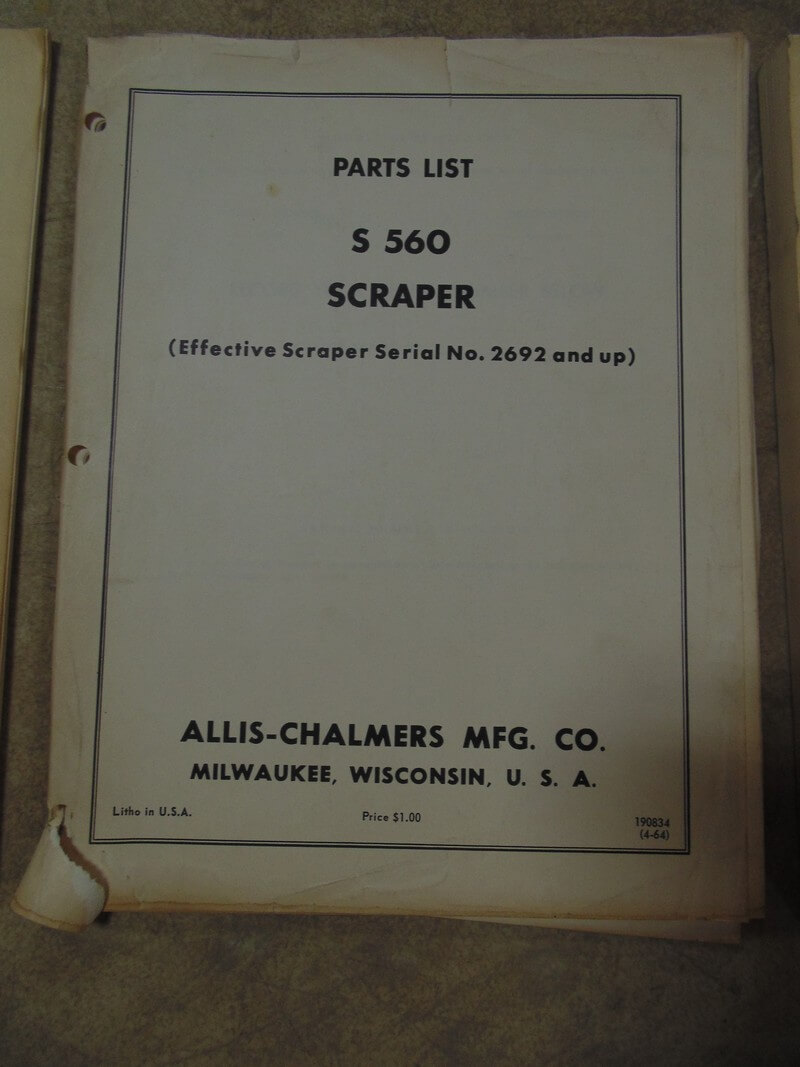 PARTS LIST
S 560
SCRAPER
(Effective Scraper Serial No. 2692 and up)
ALLIS-CHALMERS MFG. CO.
MILWAUKEE, WISCONSIN, U. S. A.
Litho in U.S.A.
Price $1.00
190834
(4-64)